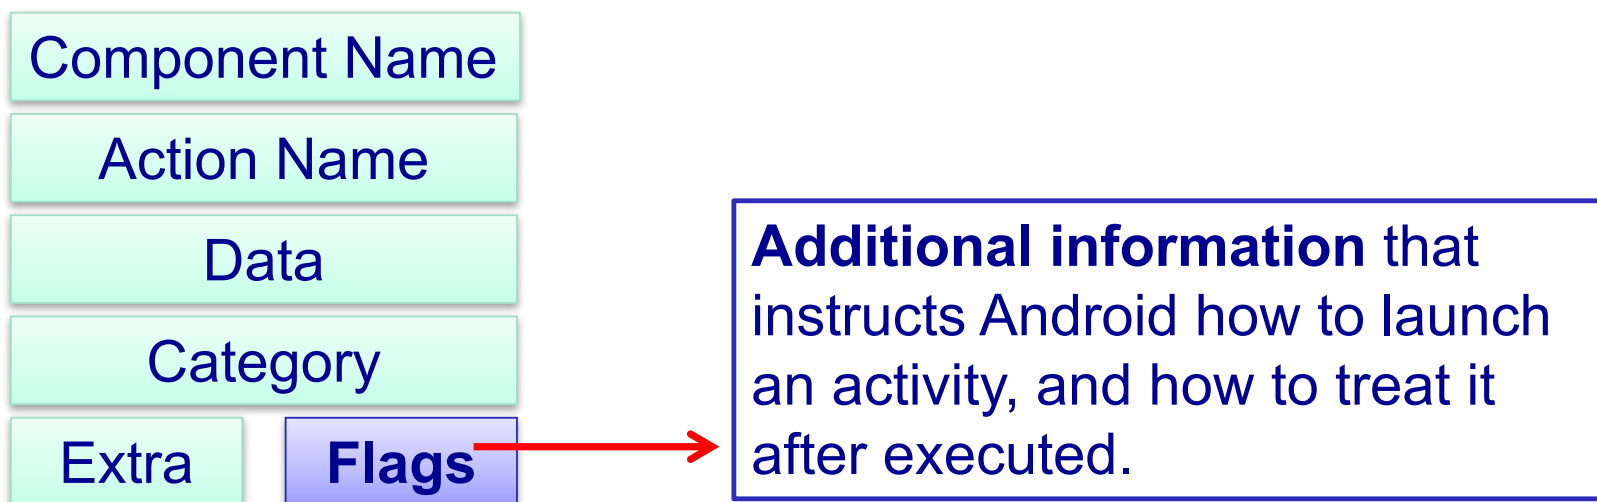 Component Name
Action Name
Data
Category
Extra
Flags
Additional information that
instructs Android how to launch
an activity, and how to treat it
after executed.